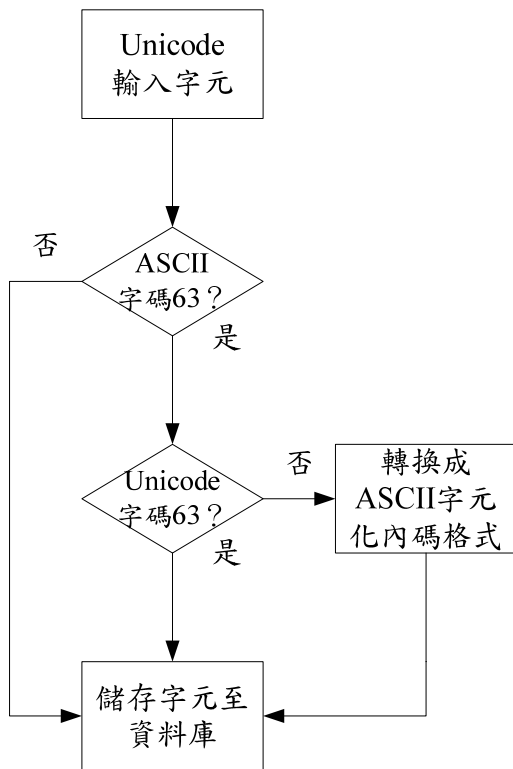 Unicode
輸入字元
否
ASCII
字碼63？
是
Unicode
字碼63？
否
是
轉換成
ASCII字元
化內碼格式
儲存字元至
資料庫